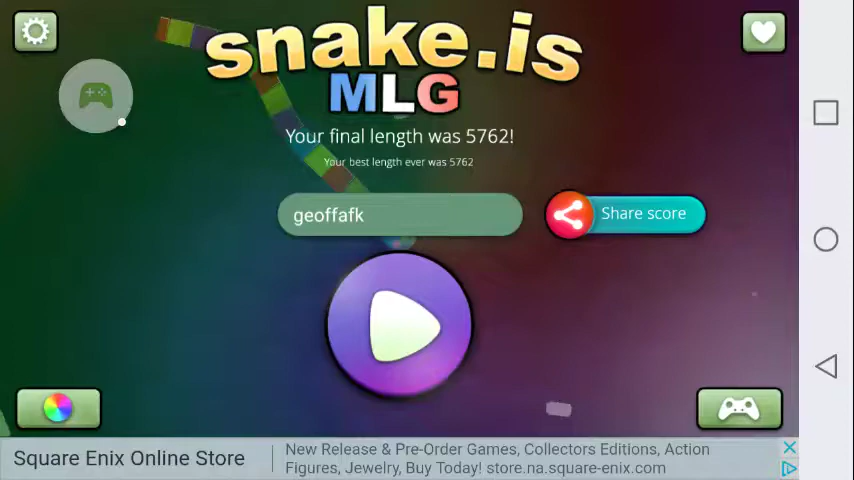 snake.is
MLG
Your final length was 5762!
Your best length ever was 5762
geoffafk
Share score
Square Enix Online Store
New Release & Pre-Order Games, Collectors Editions, Action
Figures, Jewelry, Buy Today! store.na.square-enix.com